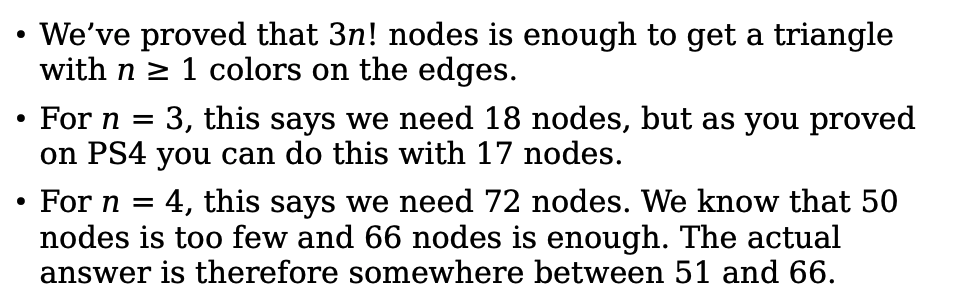 • We’ve proved that 3n! nodes is enough to get a triangle
with n ≥ 1 colors on the edges.
• For n = 3, this says we need 18 nodes, but as you proved
on PS4 you can do this with 17 nodes.
• For n = 4, this says we need 72 nodes. We know that 50
nodes is too few and 66 nodes is enough. The actual
answer is therefore somewhere between 51 and 66.